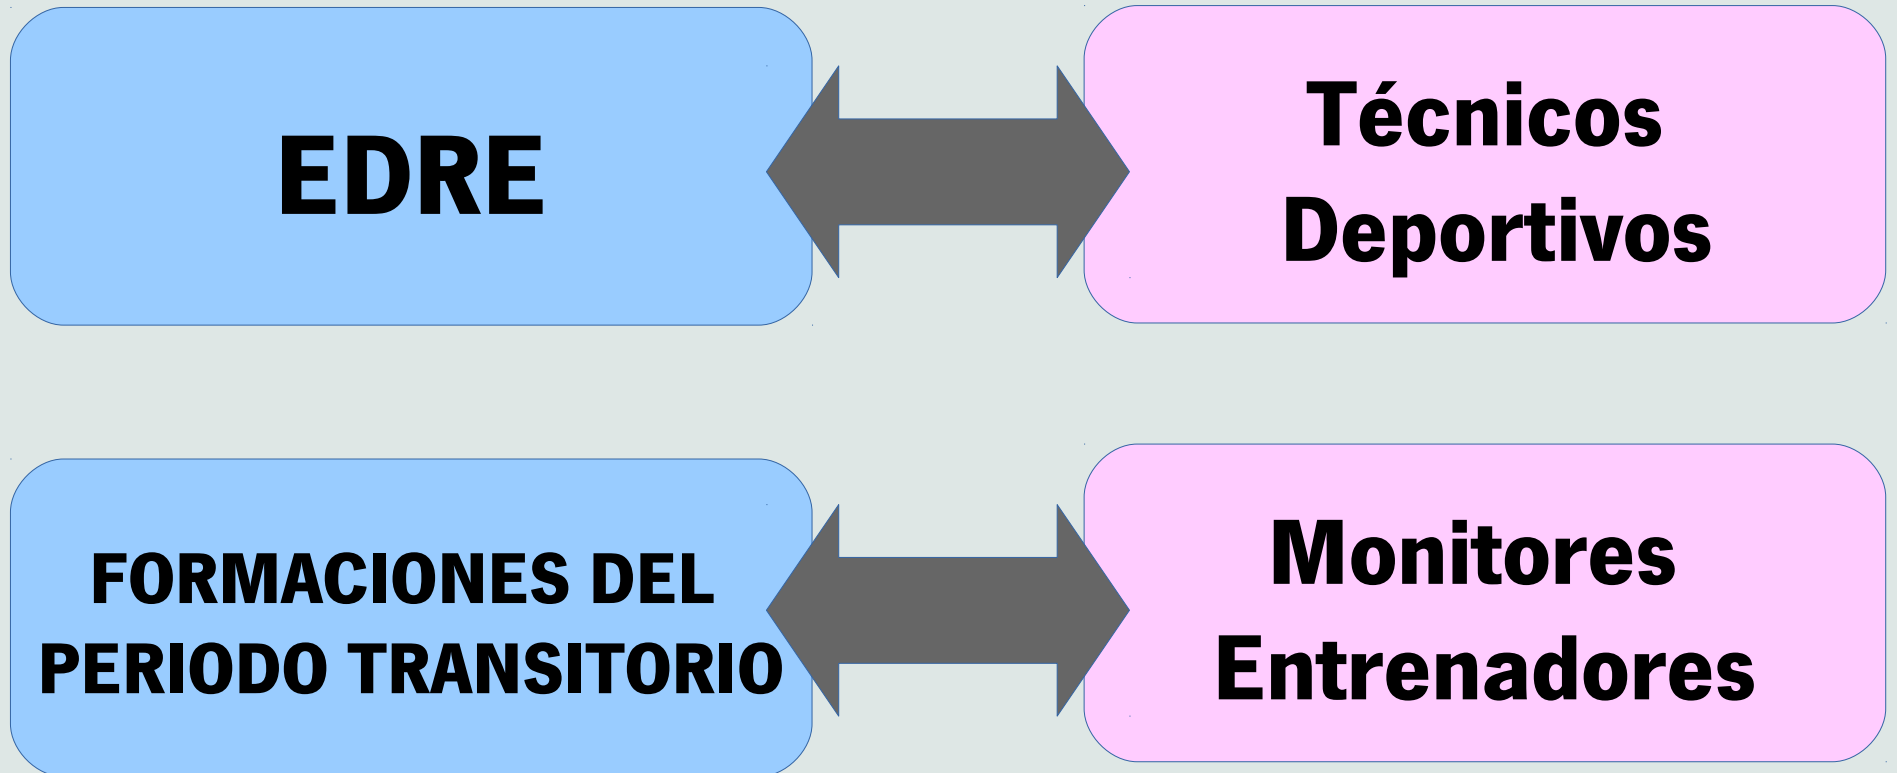 EDRE
Técnicos
Deportivos
FORMACIONES DEL
PERIODO TRANSITORIO
Monitores
Entrenadores